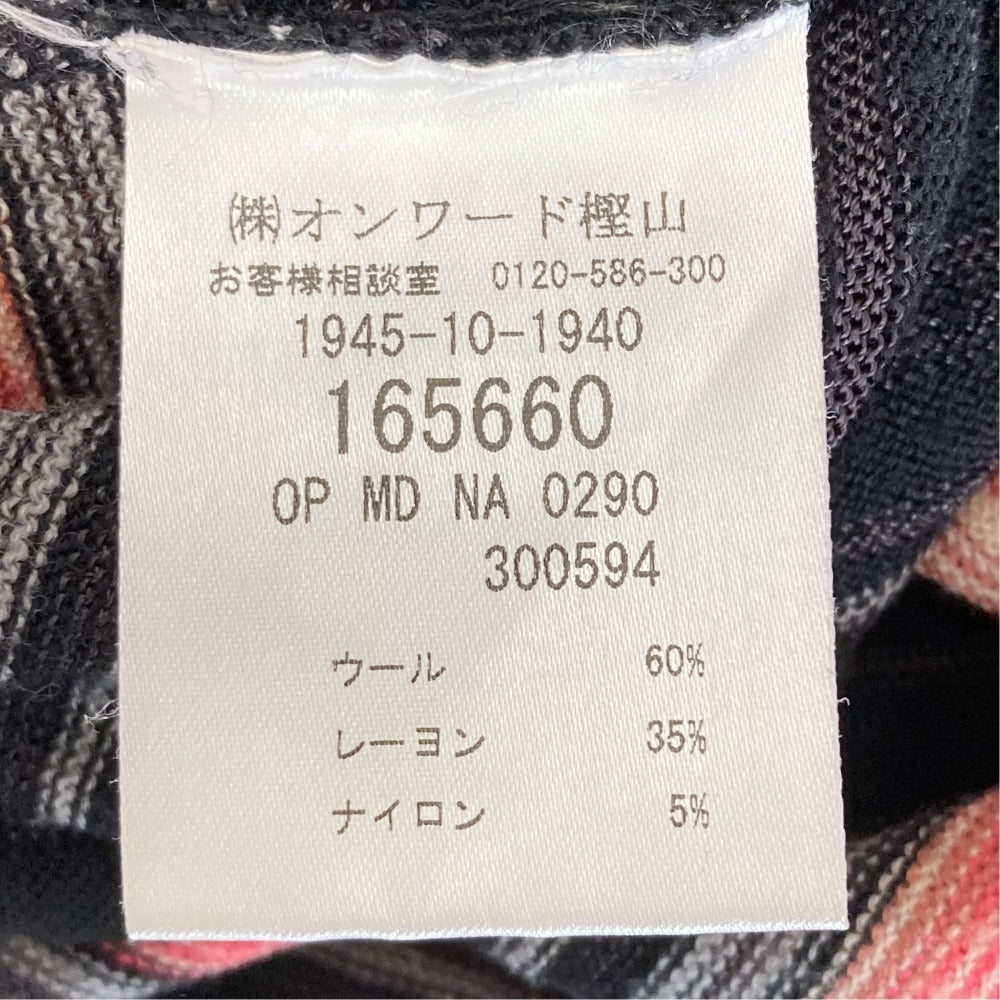 ㈱オンワード樫山
お客様相談室 0120-586-300
1945-10-1940
165660
OP MD NA 0290
300594
ウール 60%
レーヨン 35%
ナイロン 5%